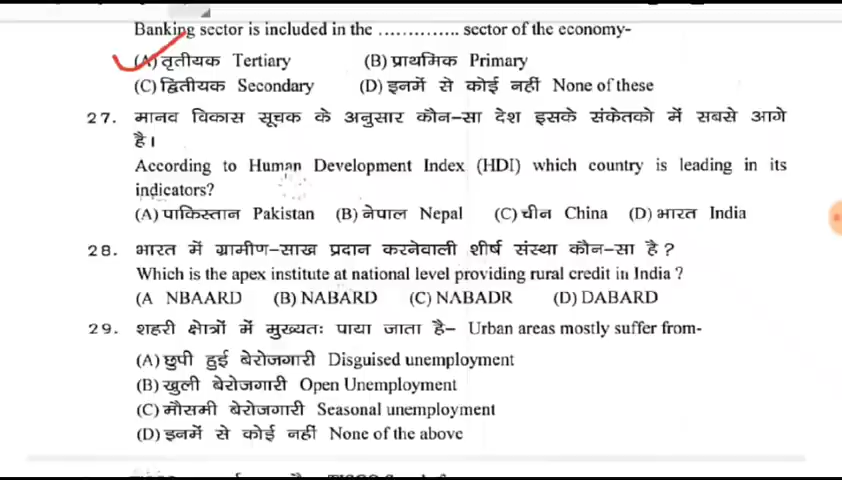 Banking sector is included in the .............. sector of the economy-
(A) तृतीयक Tertiary (B) प्राथमिक Primary
(C) द्वितीयक Secondary (D) इनमें से कोई नहीं None of these
27. मानव विकास सूचक के अनुसार कौन-सा देश इसके संकेतको में सबसे आगे
है।
According to Human Development Index (HDI) which country is leading in its
indicators?
(A) पाकिस्तान Pakistan (B) नेपाल Nepal (C) चीन China (D) भारत India
28. भारत में ग्रामीण-साख प्रदान करनेवाली शीर्ष संस्था कौन-सा है?
Which is the apex institute at national level providing rural credit in India ?
(A NBAARD (B) NABARD (C) NABADR (D) DABARD
29. शहरी क्षेात्रों में मुख्यतः पाया जाता है- Urban areas mostly suffer from-
(A) छुपी हुई बेरोजगारी Disguised unemployment
(B) खुली बेरोजगारी Open Unemployment
(C) मौसमी बेरोजगारी Seasonal unemployment
(D) इनमें से कोई नहीं None of the above